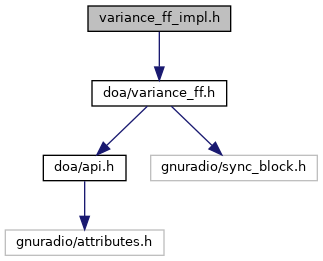 variance_ff_impl.h
doa/variance_ff.h
doa/api.h
gnuradio/sync_block.h
gnuradio/attributes.h